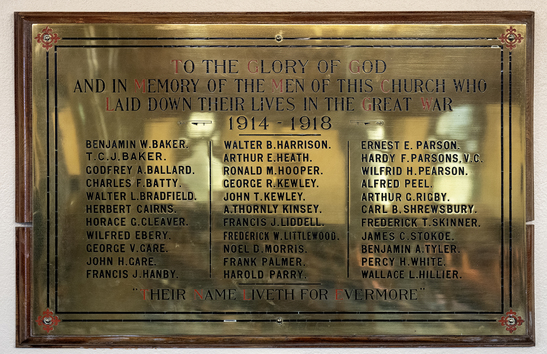 TO THE GLORY OF GOD
AND IN MEMORY OF THE MEN OF THIS CHURCH WHO
LAID DOWN THEIR LIVES IN THE GREAT WAR
1914-1918
BENJAMIN W. BAKER.
T.C.J. BAKER.
GODFREY A. BALLARD.
CHARLES F. BATTY.
WALTER L. BRADFIELD.
HERBERT CAIRNS.
HORACE C. CLEAVER.
WILFRED EBERY.
GEORGE V. CARE.
JOHN H. CARE.
FRANCIS J. HANBY.
WALTER B. HARRISON.
ARTHUR E. HEATH.
RONALD M. HOOPER.
GEORGE R. KEWLEY.
JOHN T. KEWLEY.
A. THORNLY KINSEY.
FRANCIS J. LIDDELL.
FREDERICK W. LITTLEWOOD.
NOEL D. MORRIS.
FRANK PALMER.
HAROLD PARRY.
ERNEST E. PARSON.
HARDY F. PARSONS, V.C.
WILFRID H. PEARSON.
ALFRED PEEL.
ARTHUR C. RIGBY.
CARL B. SHREWSBURY.
FREDERICK T. SKINNER.
JAMES C. STOKOE.
BENJAMIN A. TYLER.
PERCY H. WHITE.
WALLACE L. HILLIER.
"THEIR NAME LIVETH FOR EVERMORE"